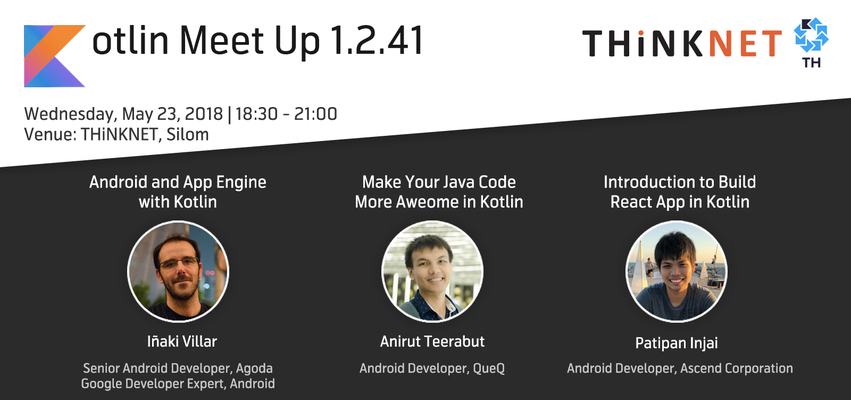 otlin Meet Up 1.2.41
THiNKNET
TH
Wednesday, May 23, 2018 | 18:30 - 21:00
Venue: THiNKNET, Silom
Android and App Engine
with Kotlin
Iñaki Villar
Senior Android Developer, Agoda
Google Developer Expert, Android
Make Your Java Code
More Aweome in Kotlin
Anirut Teerabut
Android Developer, QueQ
Introduction to Build
React App in Kotlin
Patipan Injai
Android Developer, Ascend Corporation